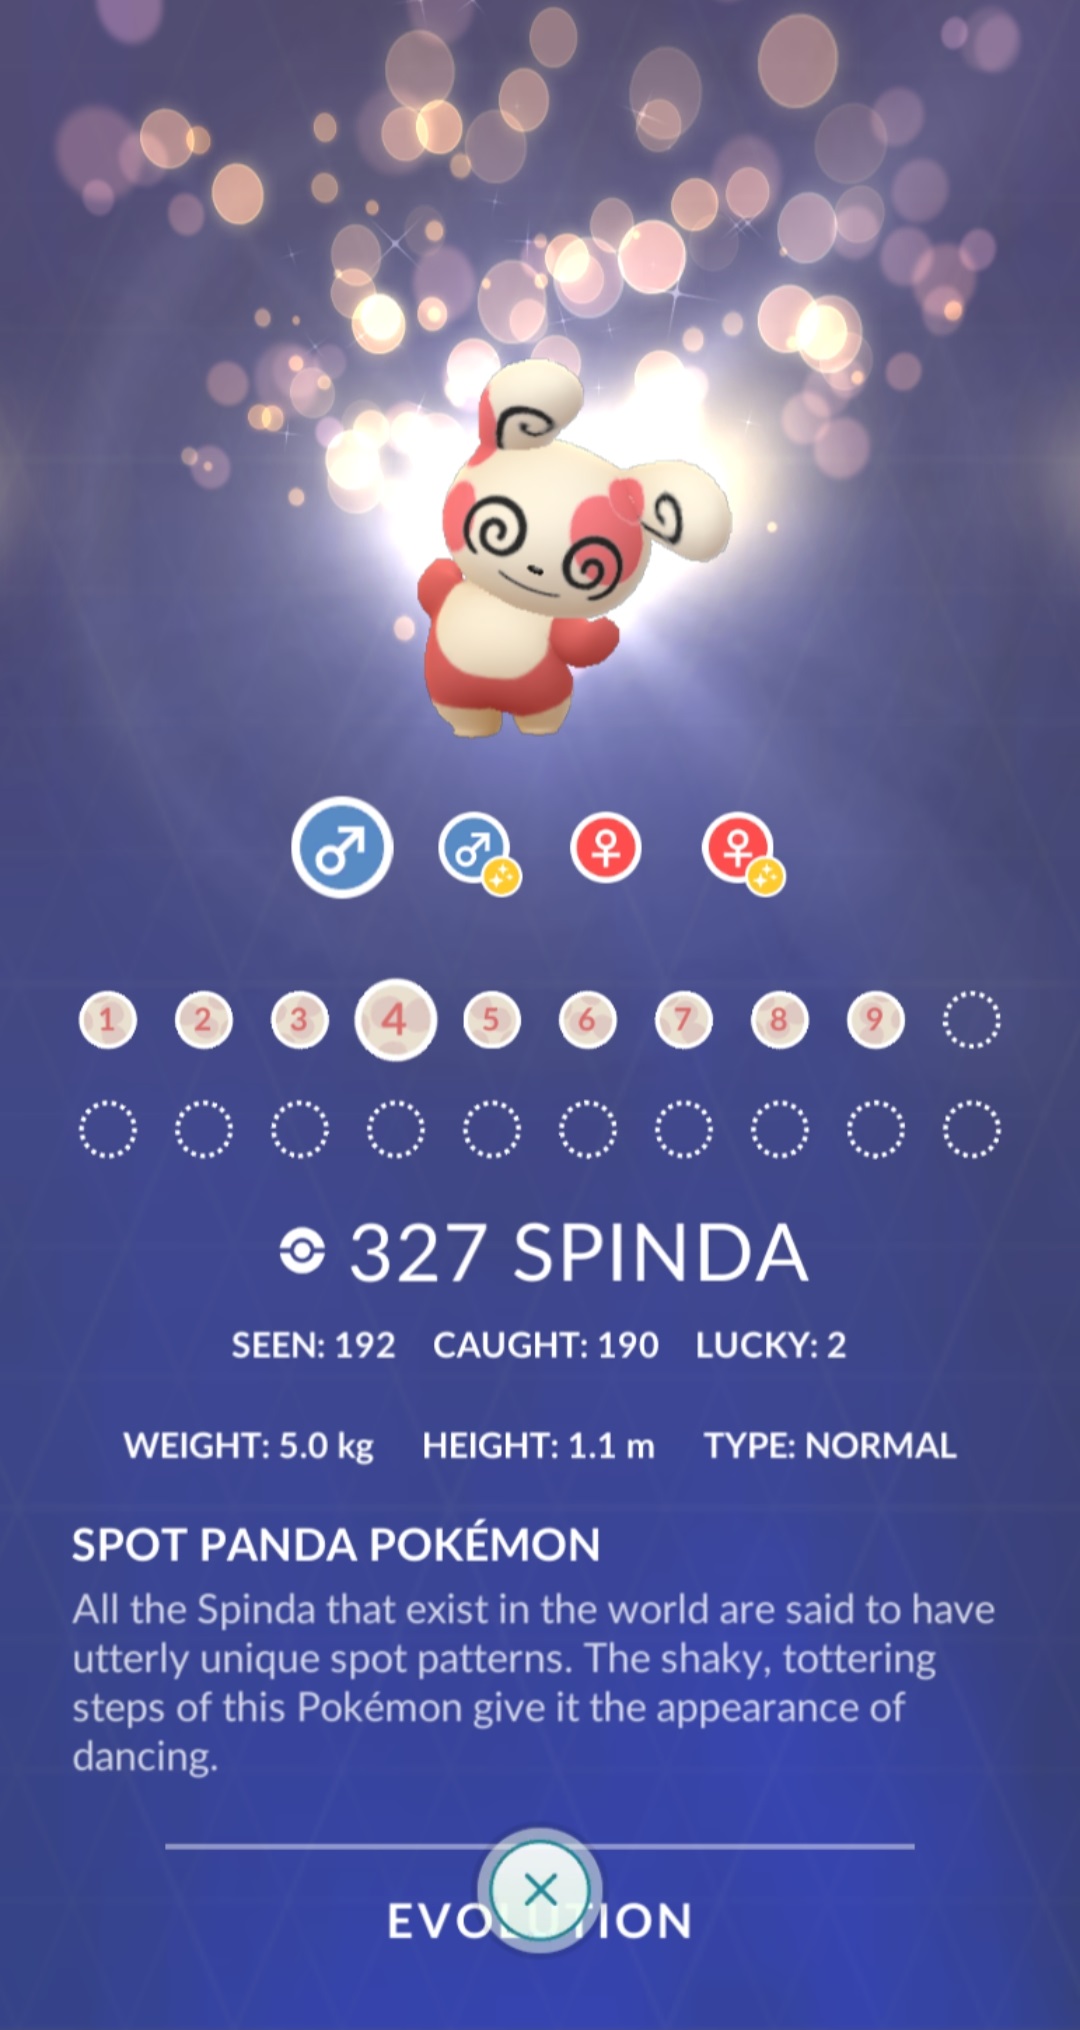 1 2 3 4 5 6 7 8 9
327 SPINDA
SEEN: 192 CAUGHT: 190 LUCKY: 2
WEIGHT: 5.0 kg HEIGHT: 1.1 m TYPE: NORMAL
SPOT PANDA POKÉMON
All the Spinda that exist in the world are said to have
utterly unique spot patterns. The shaky, tottering
steps of this Pokémon give it the appearance of
dancing.
EVOLUTION